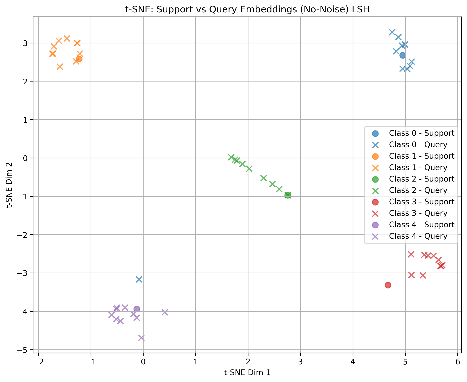 t-SNE: Support vs Query Embeddings (No-Noise) LSH
3
2
1
0
−1
−2
−3
−4
−5
t-SNE Dim 2
Class 0 - Support
Class 0 - Query
Class 1 - Support
Class 1 - Query
Class 2 - Support
Class 2 - Query
Class 3 - Support
Class 3 - Query
Class 4 - Support
Class 4 - Query
-2 -1 0 1 2 3 4 5 6
t-SNE Dim 1